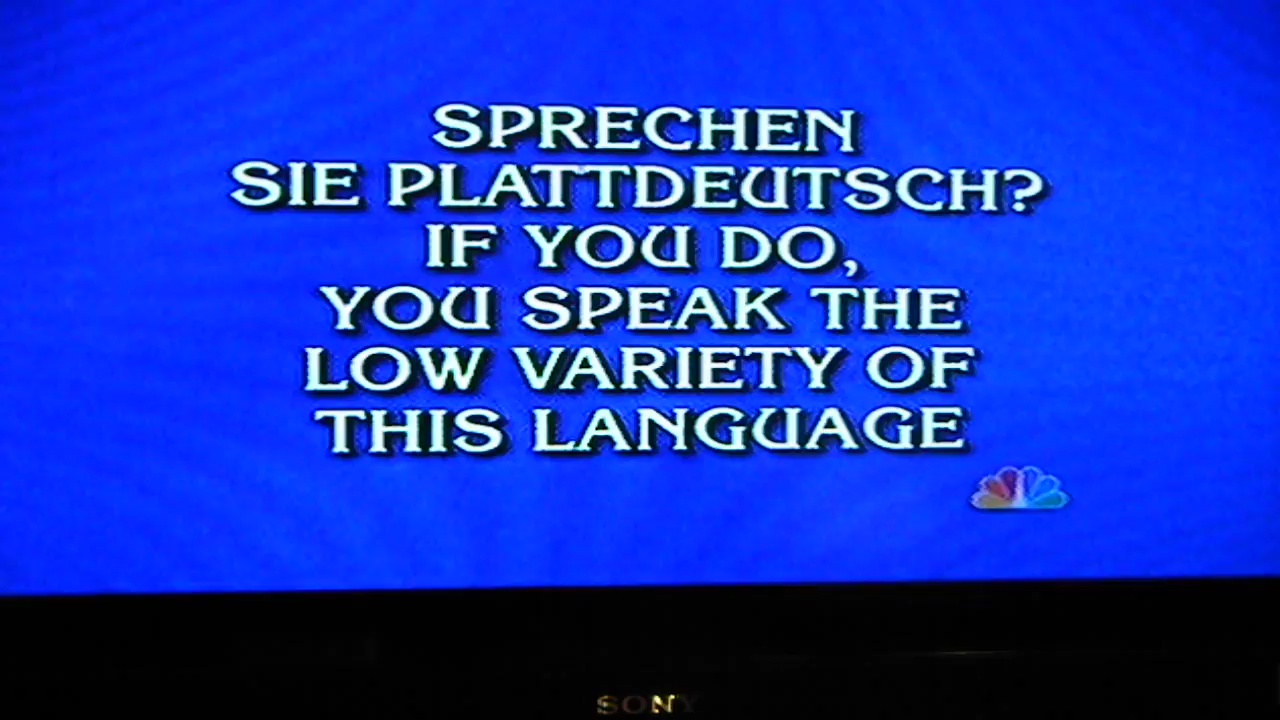 SPRECHEN
SIE PLATTDEUTSCH?
IF YOU DO,
YOU SPEAK THE
LOW VARIETY OF
THIS LANGUAGE
SONY